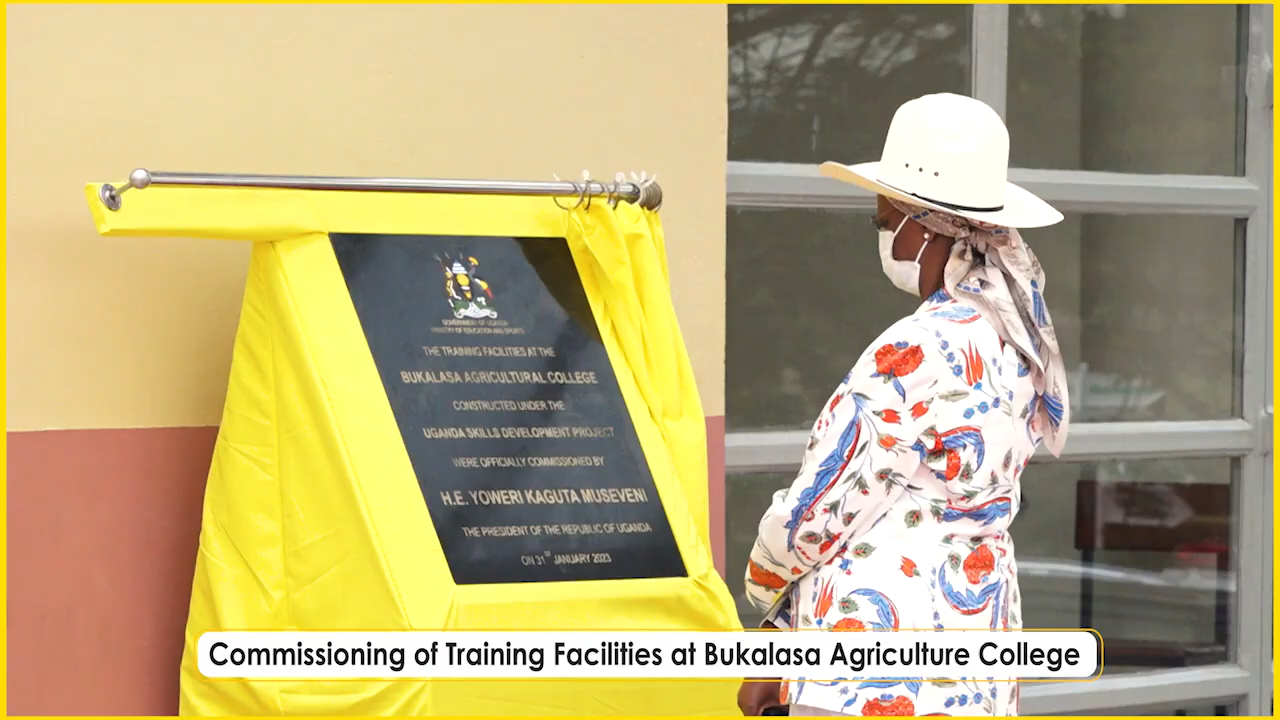 GOVERNMENT OF UGANDA
MINISTRY OF EDUCATION AND SPORTS
THE TRAINING FACILITIES AT THE
BUKALASA AGRICULTURAL COLLEGE
CONSTRUCTED UNDER THE
UGANDA SKILLS DEVELOPMENT PROJECT
WERE OFFICIALLY COMMISSIONED BY
H.E. YOWERI KAGUTA MUSEVENI
THE PRESIDENT OF THE REPUBLIC OF UGANDA
ON 31ST JANUARY 2023
Commissioning of Training Facilities at Bukalasa Agriculture College